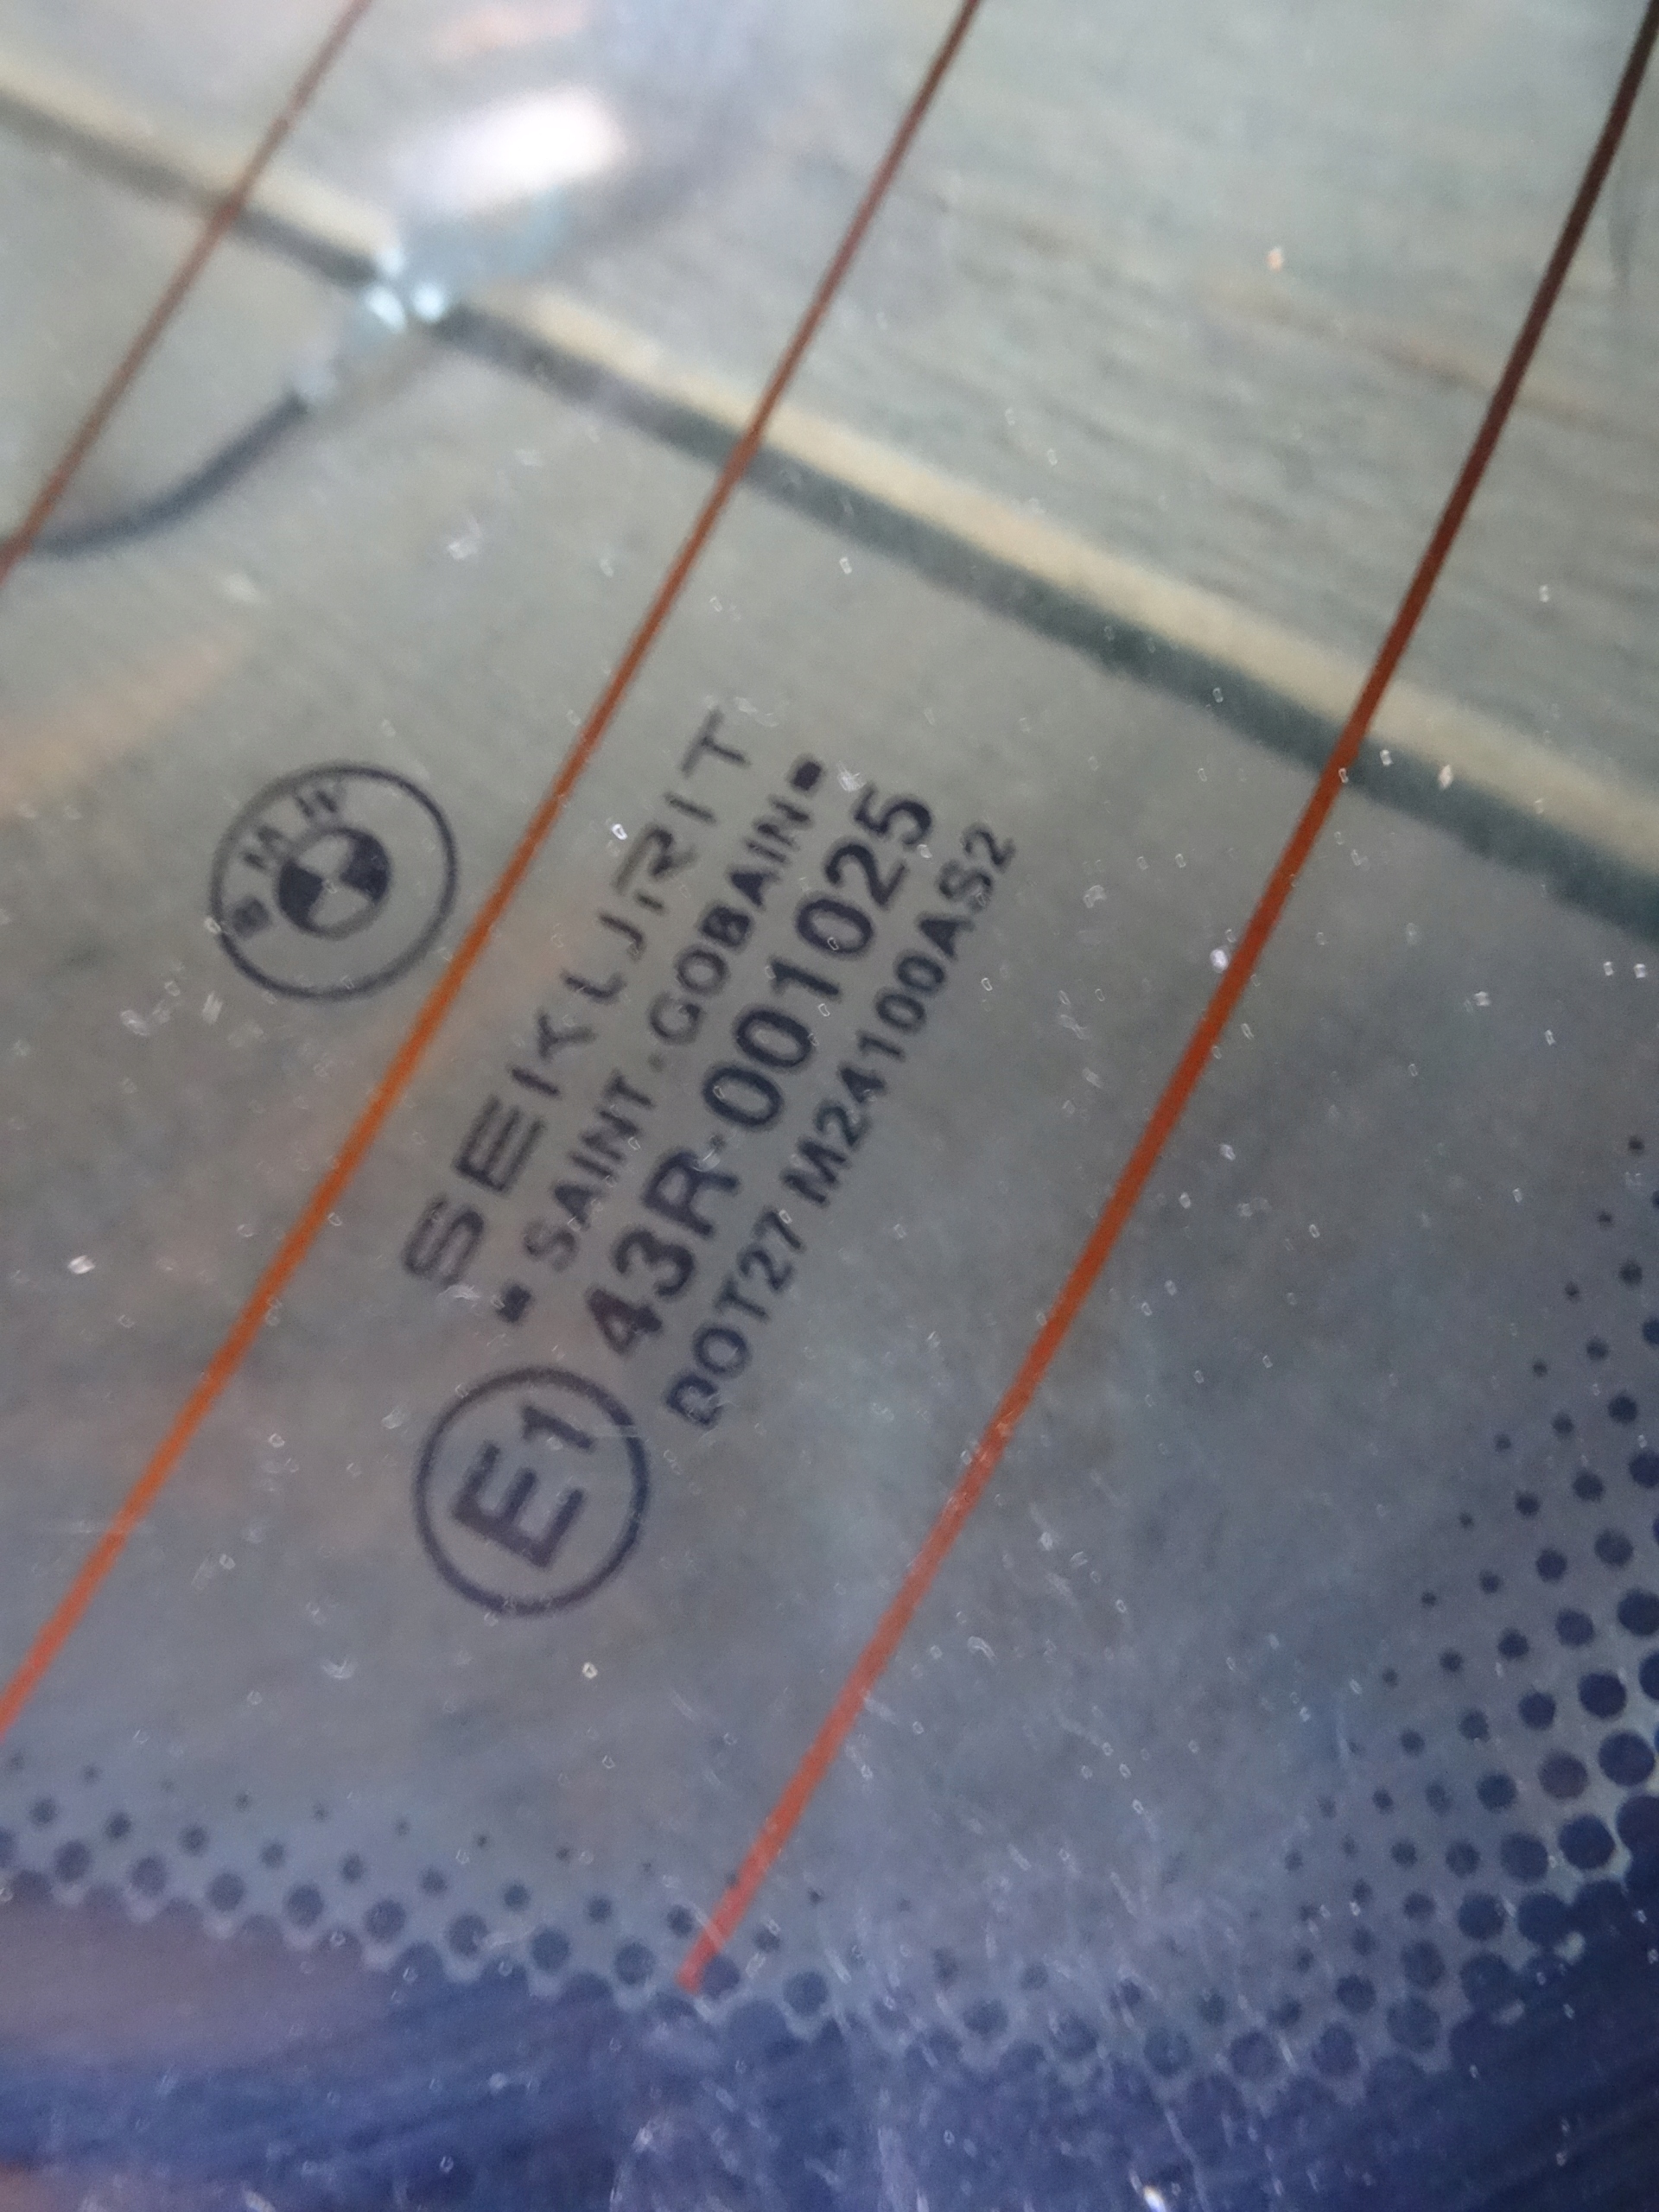 BMW
SEKURIT
▪ SAINT-GOBAIN ▪
E1 43R-001025
DOT27 M24100AS2